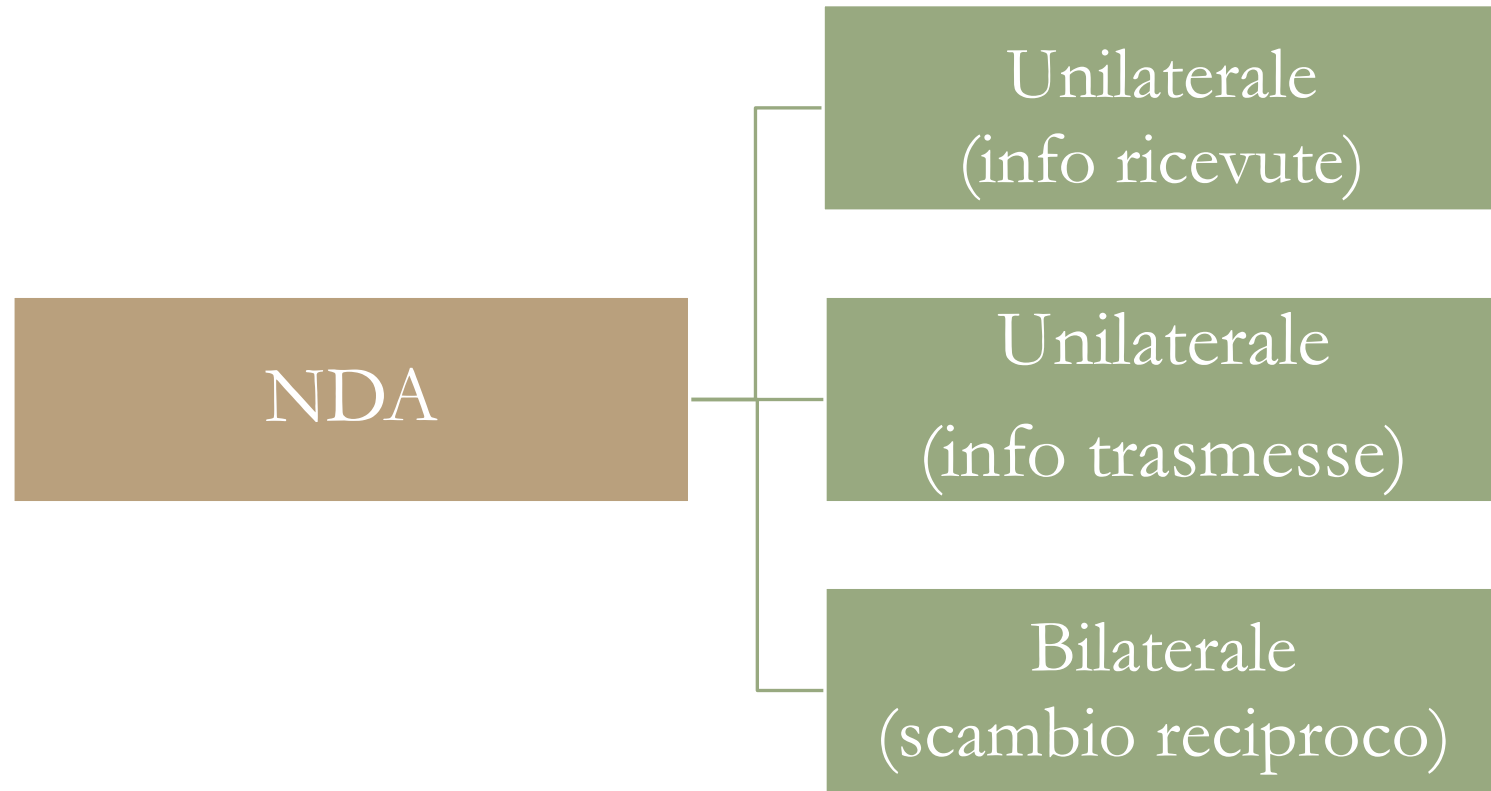 NDA
Unilaterale
(info ricevute)
Unilaterale
(info trasmesse)
Bilaterale
(scambio reciproco)